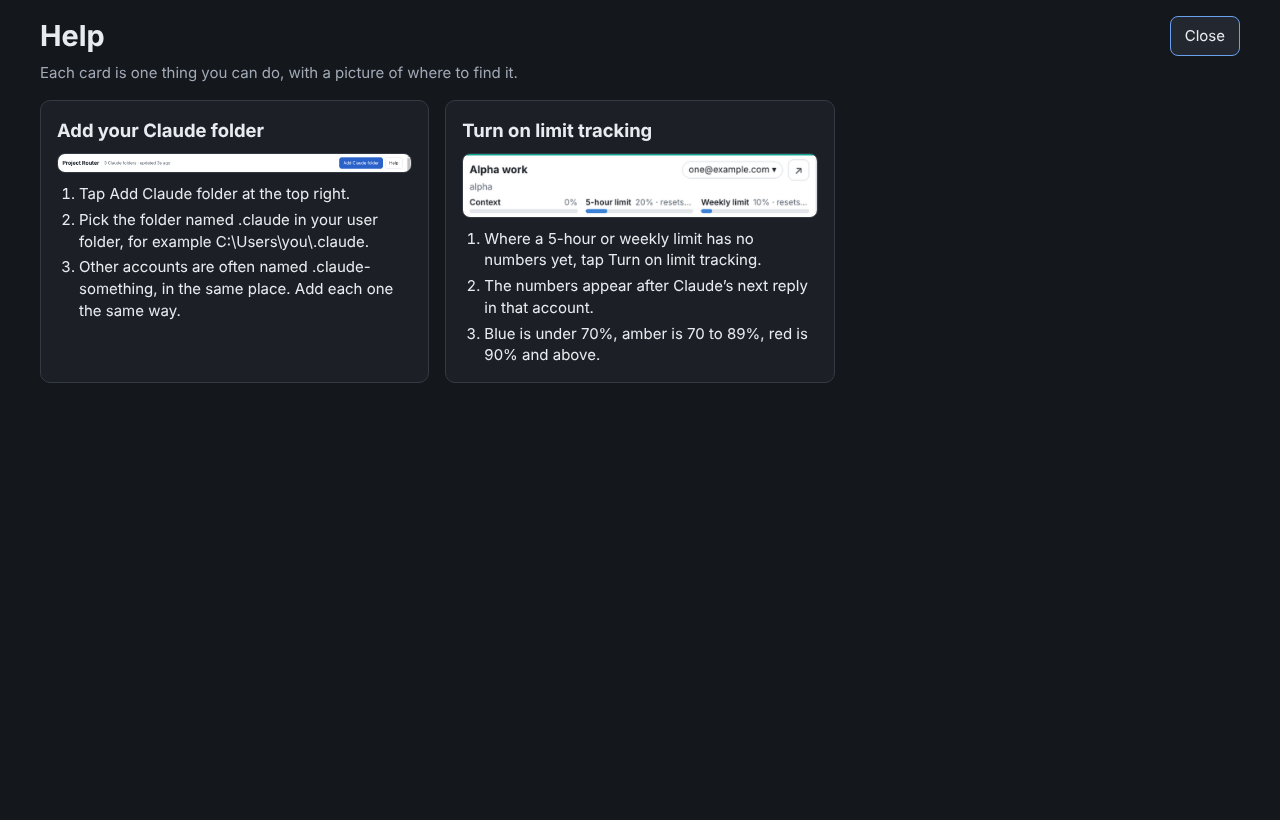 Help
Close
Each card is one thing you can do, with a picture of where to find it.
Add your Claude folder
Project Router 3 Claude folders · updated 3s ago Add Claude folder Help
1. Tap Add Claude folder at the top right.
2. Pick the folder named .claude in your user
folder, for example C:\Users\you\.claude.
3. Other accounts are often named .claude-
something, in the same place. Add each one
the same way.
Turn on limit tracking
Alpha work one@example.com ▾
alpha
Context 0% 5-hour limit 20% · resets... Weekly limit 10% · resets...
1. Where a 5-hour or weekly limit has no
numbers yet, tap Turn on limit tracking.
2. The numbers appear after Claude’s next reply
in that account.
3. Blue is under 70%, amber is 70 to 89%, red is
90% and above.